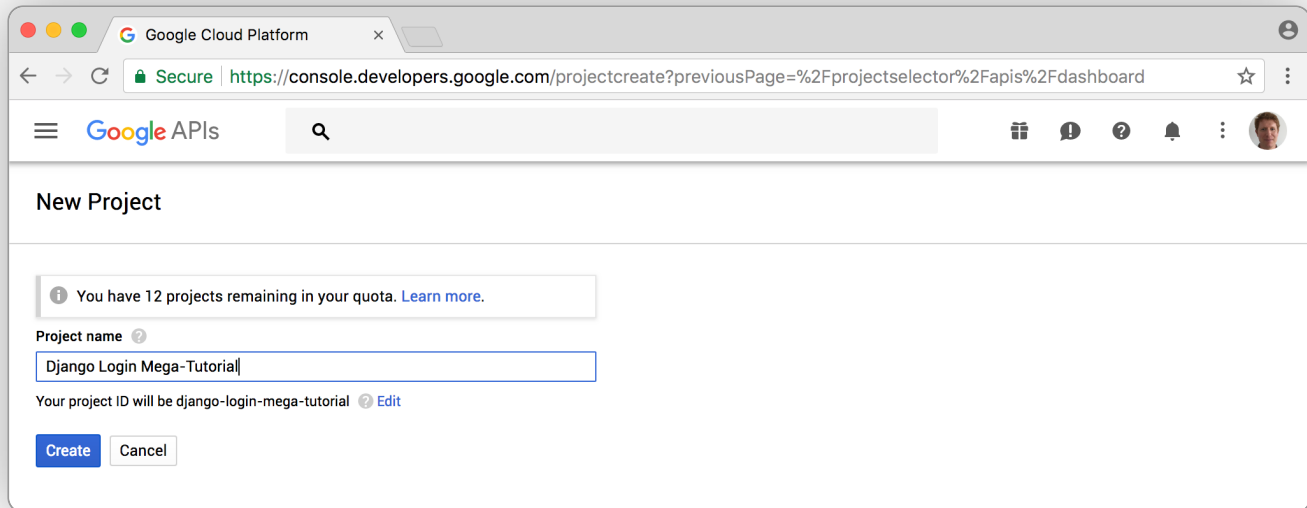 Google Cloud Platform
Secure https://console.developers.google.com/projectcreate?previousPage=%2Fprojectselector%2Fapis%2Fdashboard
Google APIs
New Project
You have 12 projects remaining in your quota. Learn more.
Project name
Django Login Mega-Tutorial
Your project ID will be django-login-mega-tutorial Edit
Create Cancel